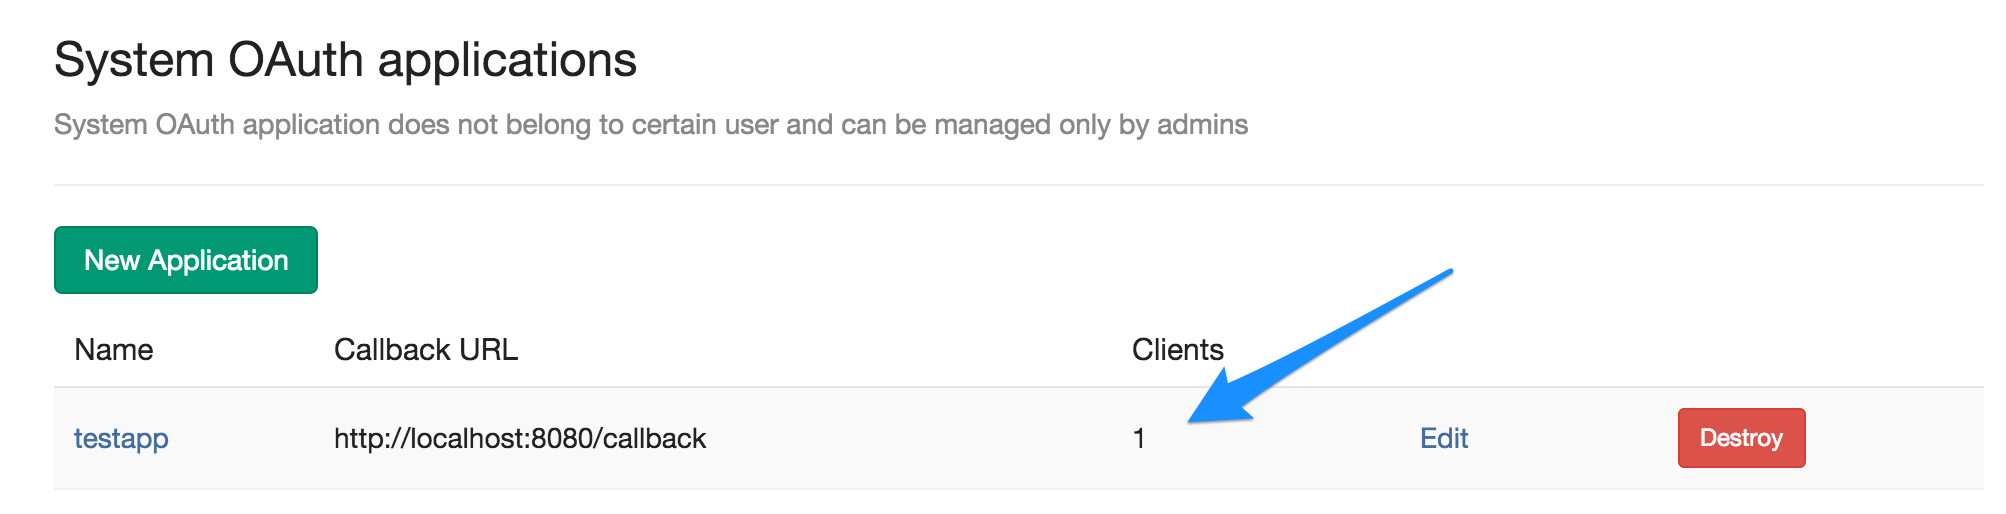 System OAuth applications
System OAuth application does not belong to certain user and can be managed only by admins
New Application
Name Callback URL Clients
testapp http://localhost:8080/callback 1 Edit Destroy